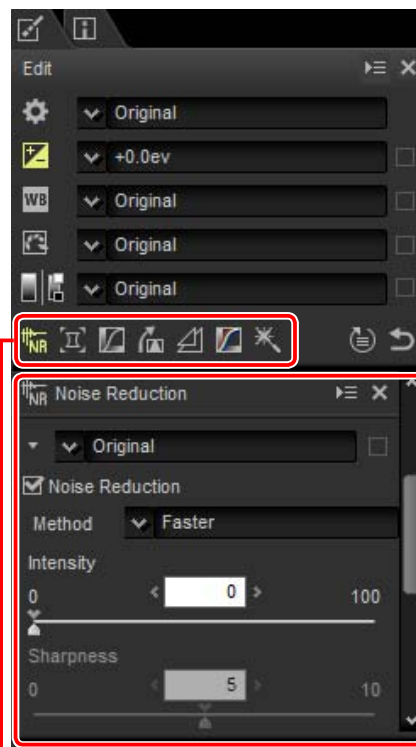 Edit
Original
+0.0ev
WB Original
Original
Original
NR
NR Noise Reduction
Original
Noise Reduction
Method Faster
Intensity
0 0 100
Sharpness
0 5 10